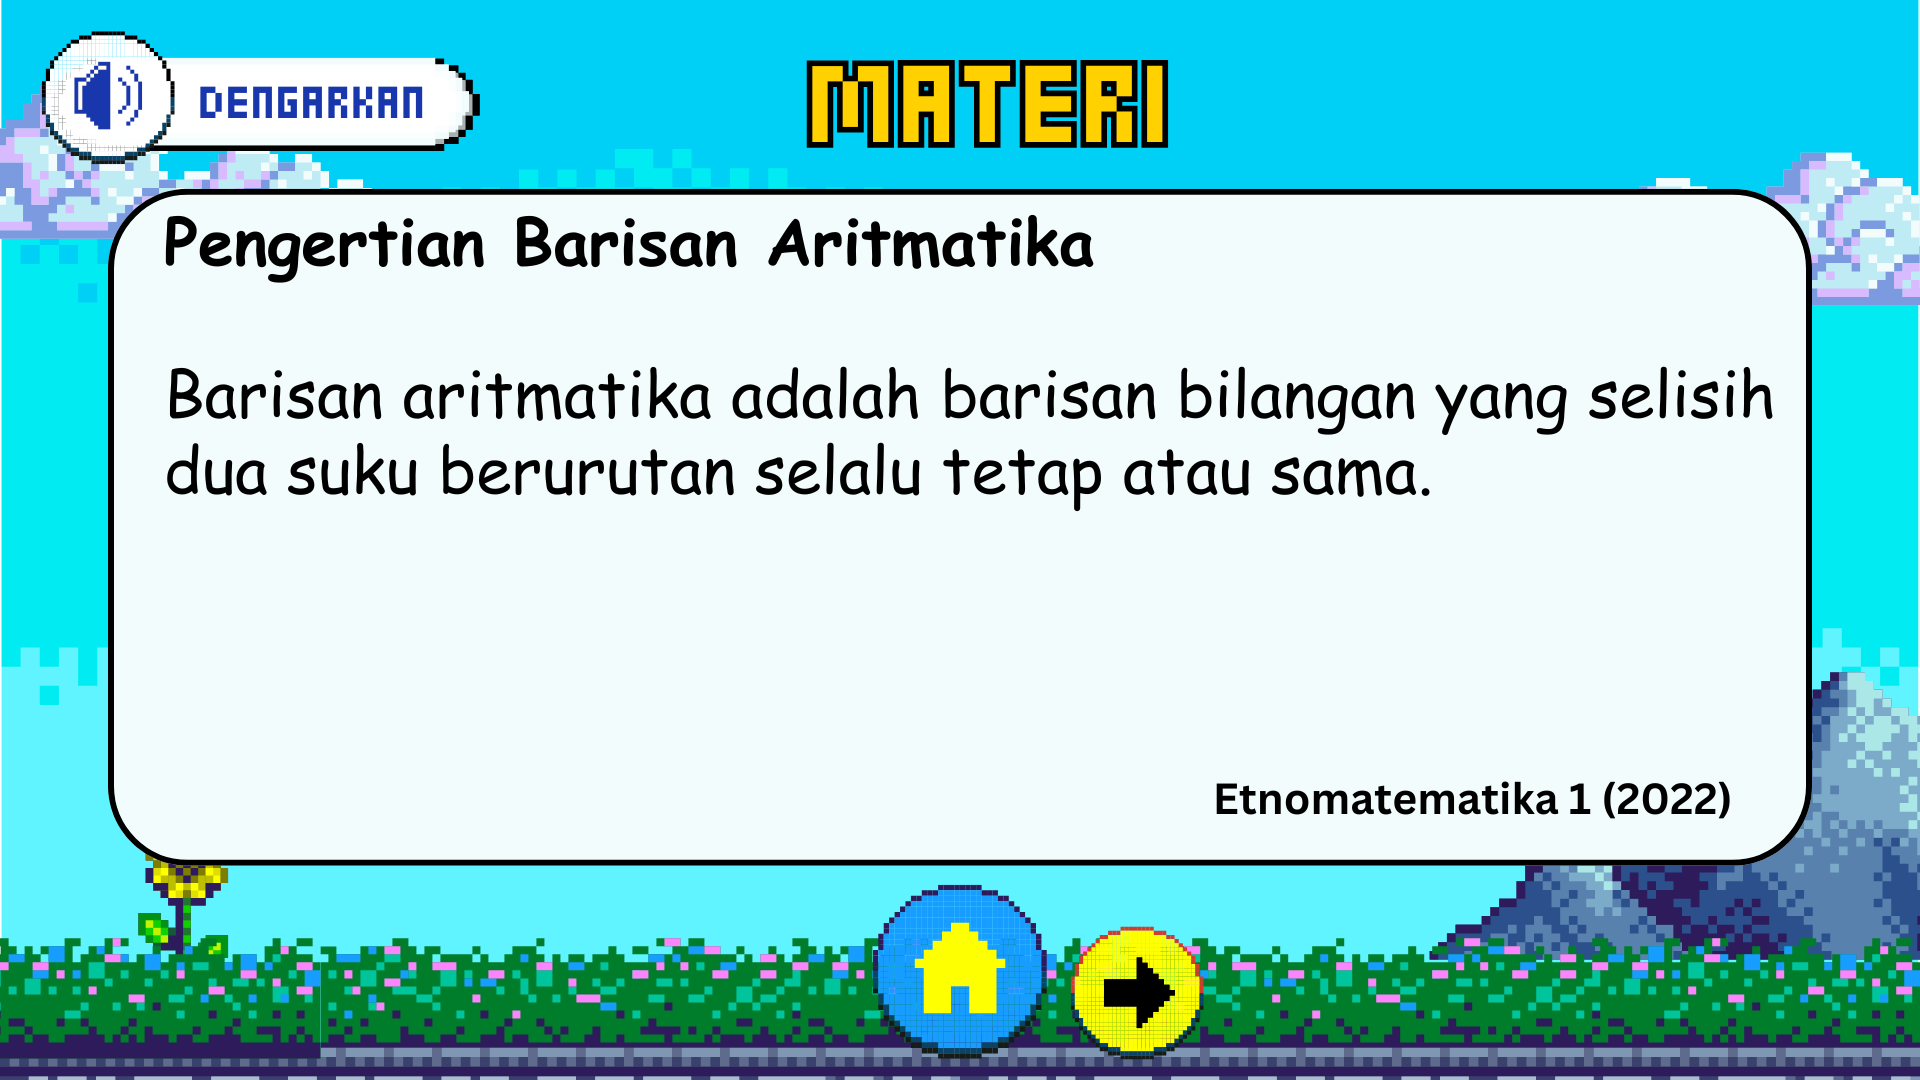 DENGARKAN
MATERI
Pengertian Barisan Aritmatika
Barisan aritmatika adalah barisan bilangan yang selisih
dua suku berurutan selalu tetap atau sama.
Etnomatematika 1 (2022)